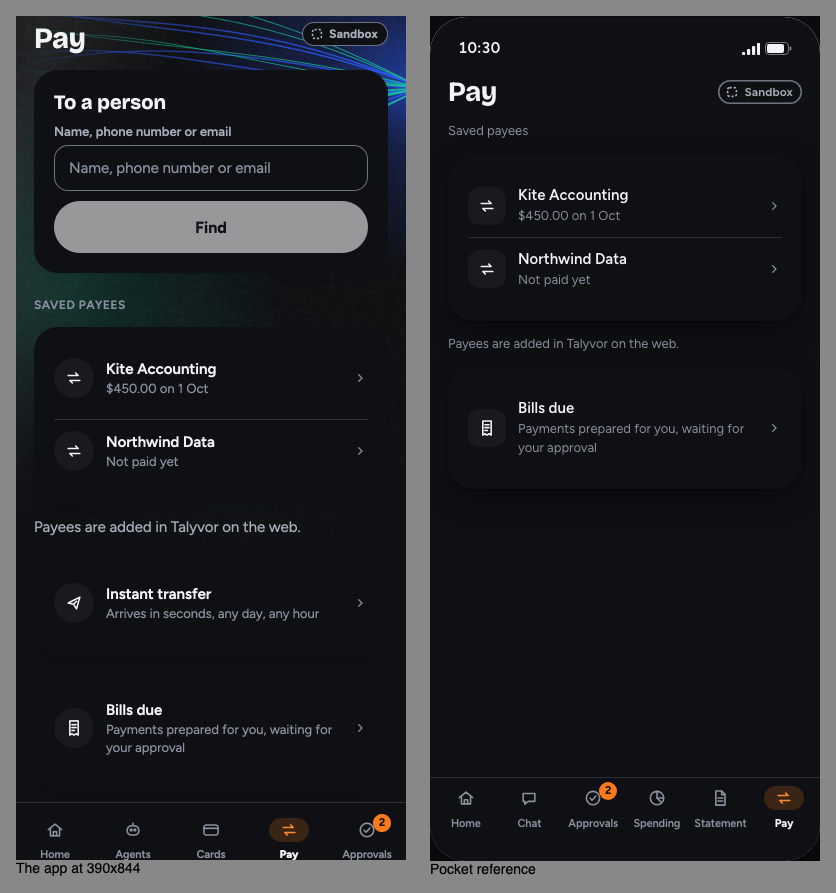 Pay
Sandbox
To a person
Name, phone number or email
Name, phone number or email
Find
SAVED PAYEES
Kite Accounting
$450.00 on 1 Oct
Northwind Data
Not paid yet
Payees are added in Talyvor on the web.
Instant transfer
Arrives in seconds, any day, any hour
Bills due
Payments prepared for you, waiting for
your approval
2
Home Agents Cards Pay Approvals
The app at 390x844
10:30
Pay
Sandbox
Saved payees
Kite Accounting
$450.00 on 1 Oct
Northwind Data
Not paid yet
Payees are added in Talyvor on the web.
Bills due
Payments prepared for you, waiting for
your approval
2
Home Chat Approvals Spending Statement Pay
Pocket reference